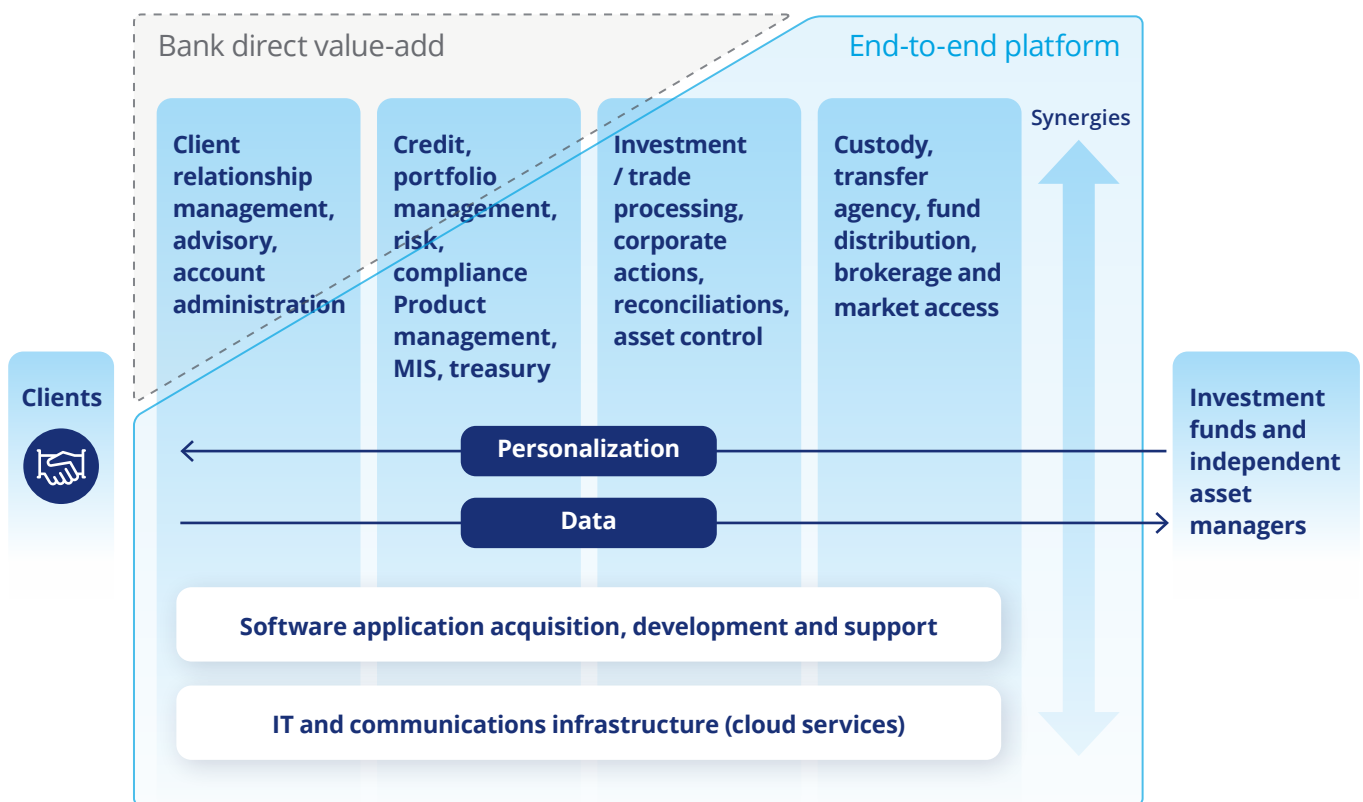 Bank direct value-add
End-to-end platform
Synergies
Client
relationship
management,
advisory,
account
administration
Credit,
portfolio
management,
risk,
compliance
Product
management,
MIS, treasury
Investment
/ trade
processing,
corporate
actions,
reconciliations,
asset control
Custody,
transfer
agency, fund
distribution,
brokerage and
market access
Clients
Personalization
Data
Investment
funds and
independent
asset
managers
Software application acquisition, development and support
IT and communications infrastructure (cloud services)